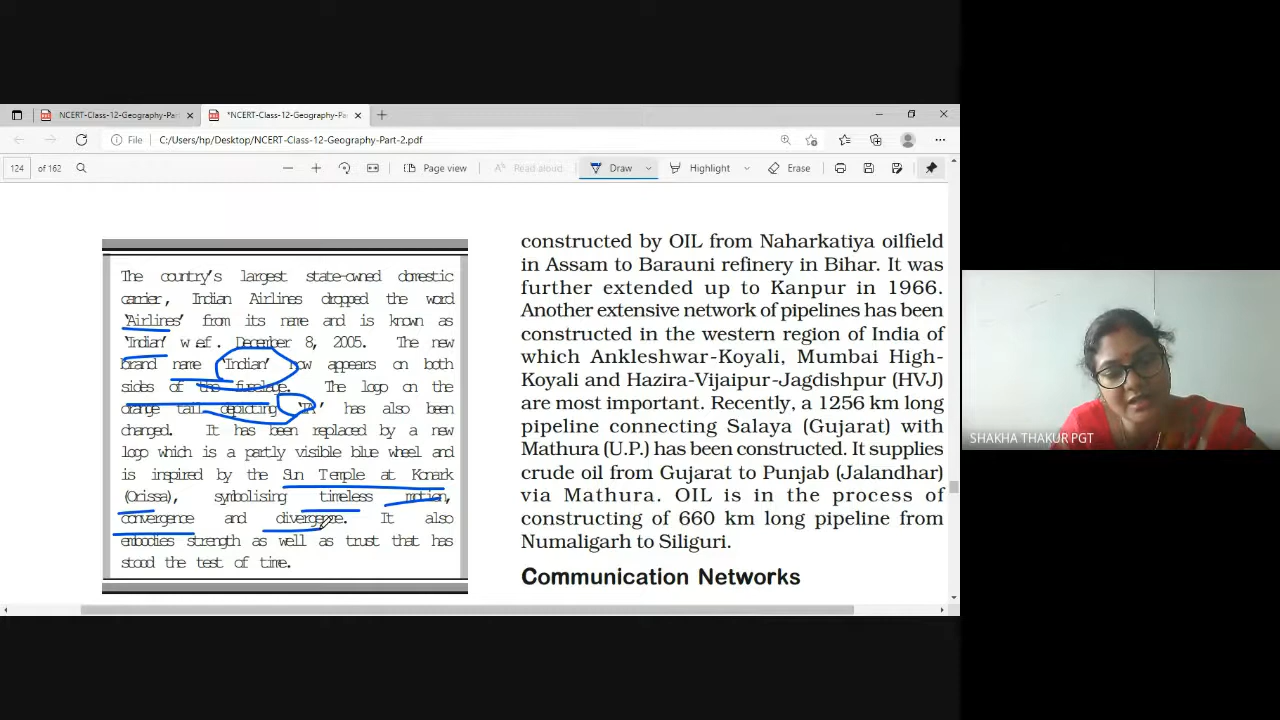 NCERT-Class-12-Geography-Pa
*NCERT-Class-12-Geography-Pa
File C:/Users/hp/Desktop/NCERT-Class-12-Geography-Part-2.pdf
124 of 162 Page view Read aloud Draw Highlight Erase
The country's largest state-owned domestic
carrier, Indian Airlines dropped the word
'Airlines' from its name and is known as
'Indian' w.e.f. December 8, 2005. The new
brand name 'Indian' now appears on both
sides of the fuselage. The logo on the
orange tail depicting 'IA' has also been
changed. It has been replaced by a new
logo which is a partly visible blue wheel and
is inspired by the Sun Temple at Konark
(Orissa), symbolising timeless motion,
convergence and divergence. It also
embodies strength as well as trust that has
stood the test of time.
constructed by OIL from Naharkatiya oilfield
in Assam to Barauni refinery in Bihar. It was
further extended up to Kanpur in 1966.
Another extensive network of pipelines has been
constructed in the western region of India of
which Ankleshwar-Koyali, Mumbai High-
Koyali and Hazira-Vijaipur-Jagdishpur (HVJ)
are most important. Recently, a 1256 km long
pipeline connecting Salaya (Gujarat) with
Mathura (U.P.) has been constructed. It supplies
crude oil from Gujarat to Punjab (Jalandhar)
via Mathura. OIL is in the process of
constructing of 660 km long pipeline from
Numaligarh to Siliguri.
Communication Networks
SHAKHA THAKUR PGT